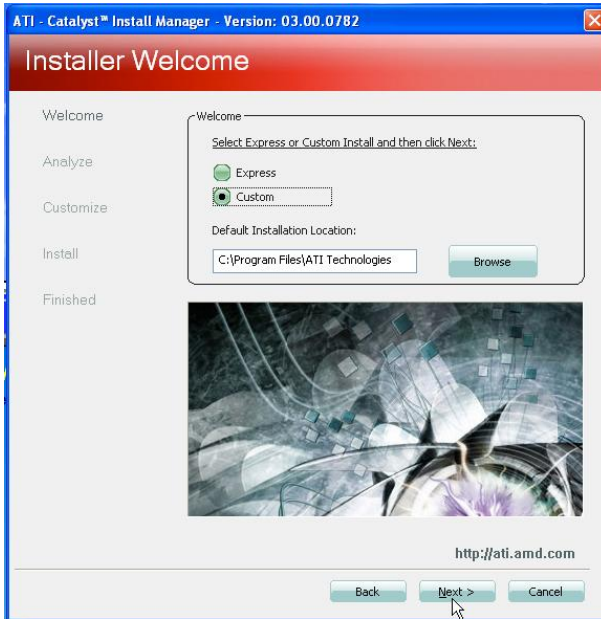 ATI - Catalyst™ Install Manager - Version: 03.00.0782
Installer Welcome
Welcome
Analyze
Customize
Install
Finished
Welcome
Select Express or Custom Install and then click Next:
Express
Custom
Default Installation Location:
C:\Program Files\ATI Technologies
Browse
http://ati.amd.com
Back
Next >
Cancel